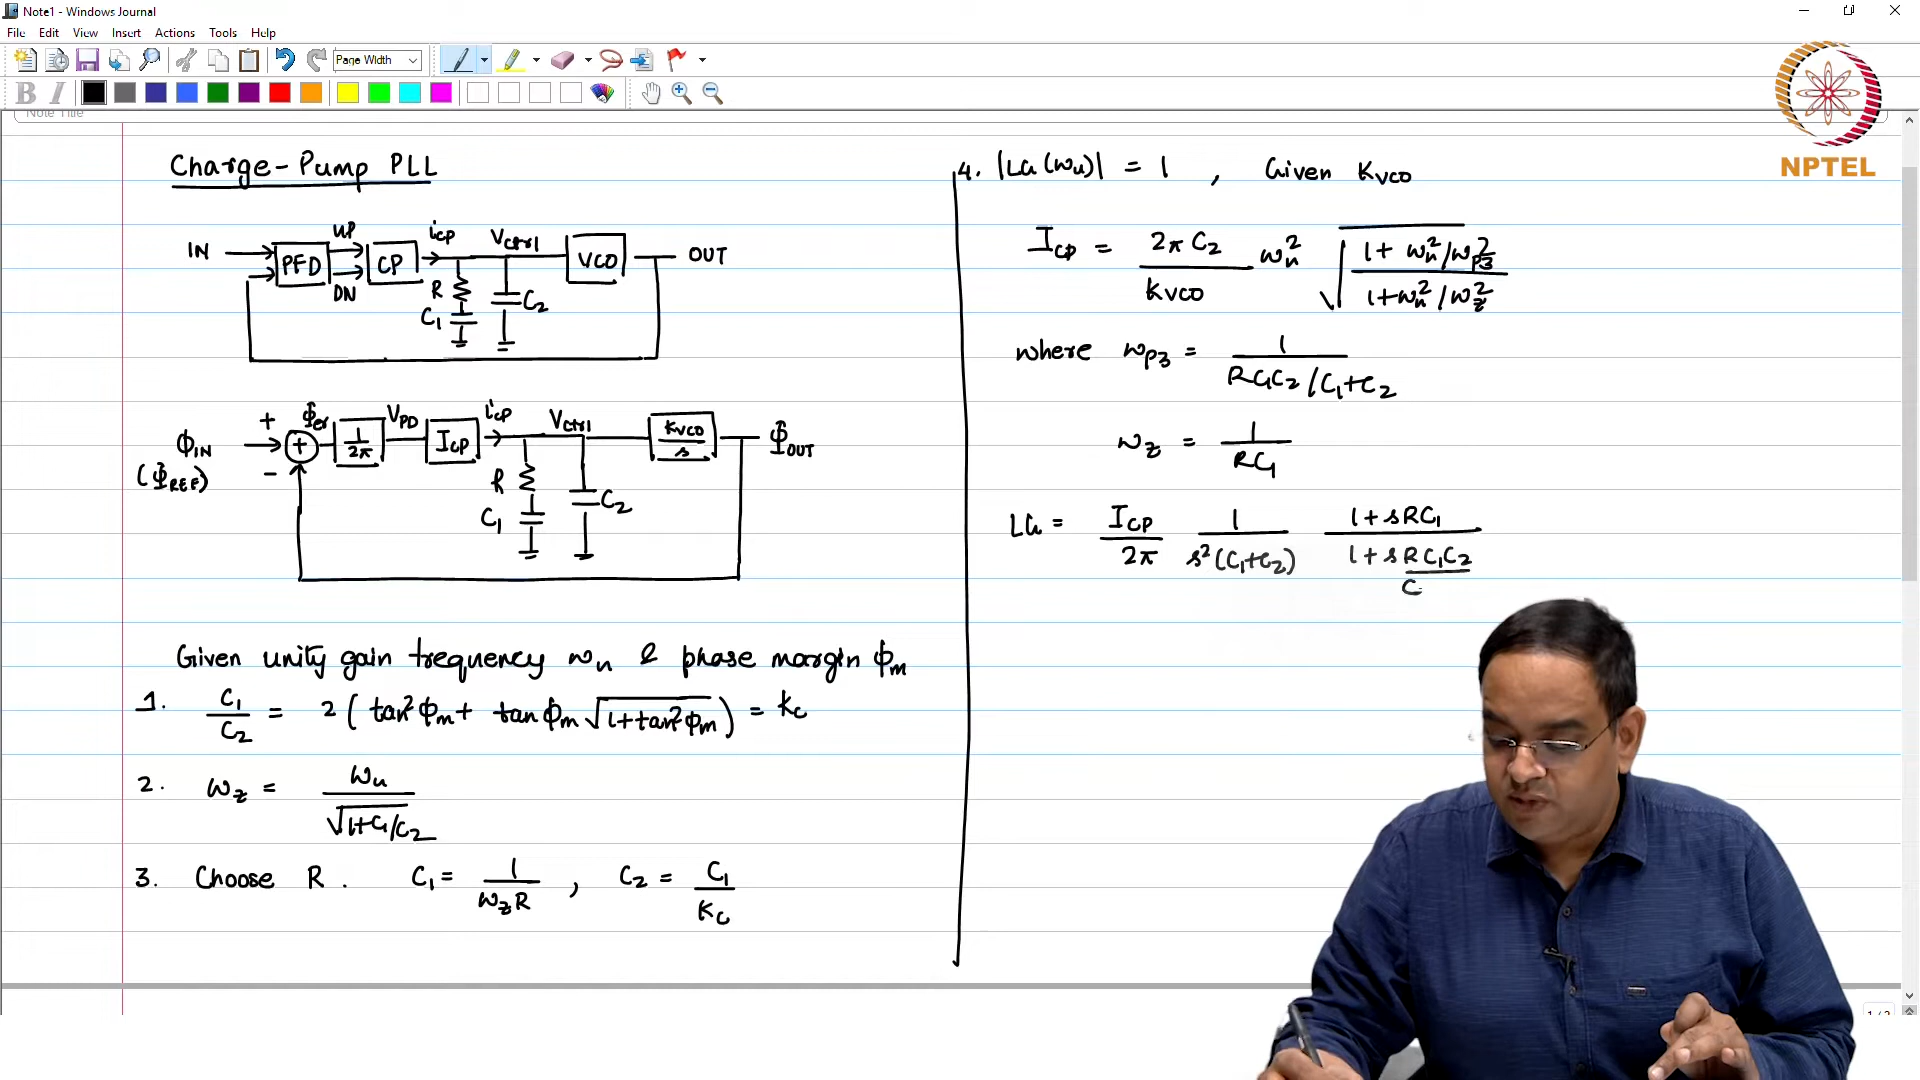 Note1 - Windows Journal
File Edit View Insert Actions Tools Help
Page Width
B I
Note Title
NPTEL
Charge-Pump PLL
IN PFD UP DN CP iCP Vctrl VCO OUT
R C1 C2
ΦIN + - (ΦREF) + Φer 1/2π VPD ICP iCP Vctrl KVCO/s ΦOUT
R C1 C2
Given unity gain frequency ωu & phase margin ϕm
1. C1/C2 = 2 ( tan²ϕm + tanϕm √(1+tan²ϕm) ) = Kc
2. ωz = ωu / √(1+C1/C2)
3. Choose R. C1 = 1/ωzR , C2 = C1/Kc
4. |LG(ωu)| = 1 , Given KVCO
ICP = 2πC2/KVCO ωu² √((1+ωu²/ωp3²)/(1+ωu²/ωz²))
where ωp3 = 1 / RC1C2/(C1+C2)
ωz = 1/RC1
LG = ICP/2π 1/s²(C1+C2) (1+sRC1)/(1+sRC1C2/C